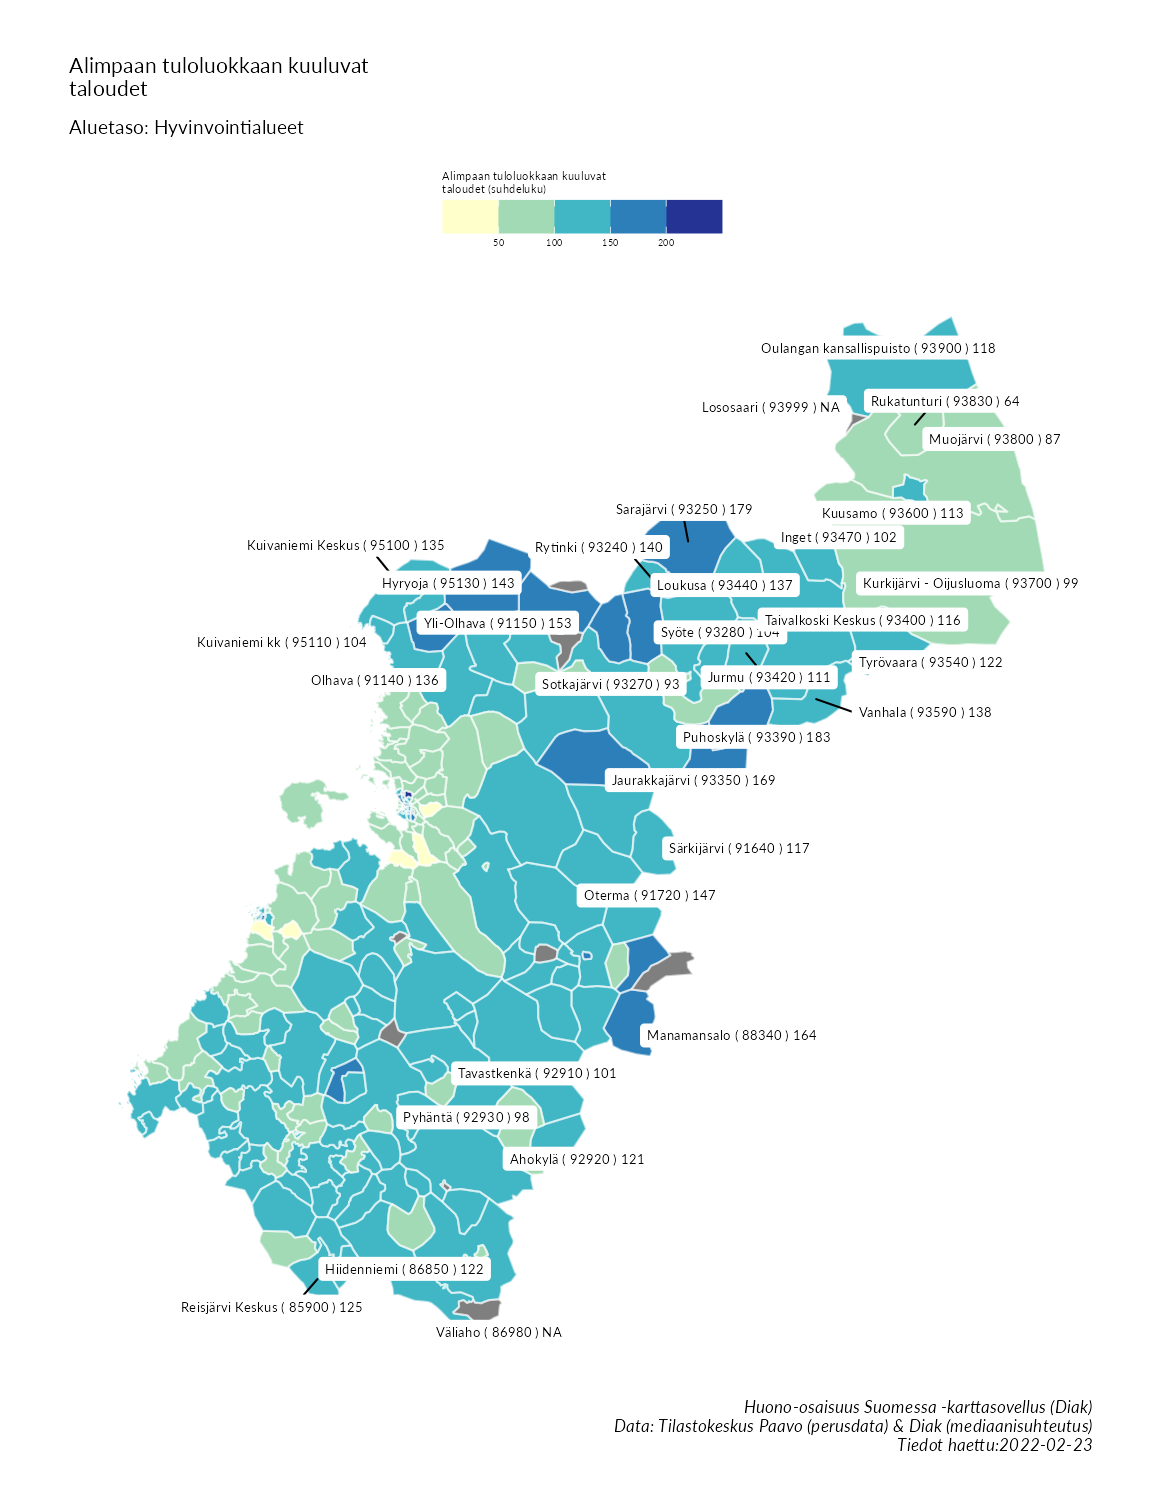 Alimpaan tuloluokkaan kuuluvat
taloudet
Aluetaso: Hyvinvointialueet
Alimpaan tuloluokkaan kuuluvat
taloudet (suhdeluku)
50 100 150 200
Oulangan kansallispuisto ( 93900 ) 118
Rukatunturi ( 93830 ) 64
Lososaari ( 93999 ) NA
Muojärvi ( 93800 ) 87
Sarajärvi ( 93250 ) 179
Kuusamo ( 93600 ) 113
Inget ( 93470 ) 102
Kuivaniemi Keskus ( 95100 ) 135
Rytinki ( 93240 ) 140
Hyryoja ( 95130 ) 143
Loukusa ( 93440 ) 137
Kurkijärvi - Oijusluoma ( 93700 ) 99
Yli-Olhava ( 91150 ) 153
Taivalkoski Keskus ( 93400 ) 116
Syöte ( 93280 ) 104
Kuivaniemi kk ( 95110 ) 104
Tyrövaara ( 93540 ) 122
Olhava ( 91140 ) 136
Sotkajärvi ( 93270 ) 93
Jurmu ( 93420 ) 111
Vanhala ( 93590 ) 138
Puhoskylä ( 93390 ) 183
Jaurakkajärvi ( 93350 ) 169
Särkijärvi ( 91640 ) 117
Oterma ( 91720 ) 147
Manamansalo ( 88340 ) 164
Tavastkenkä ( 92910 ) 101
Pyhäntä ( 92930 ) 98
Ahokylä ( 92920 ) 121
Hiidenniemi ( 86850 ) 122
Reisjärvi Keskus ( 85900 ) 125
Väliaho ( 86980 ) NA
Huono-osaisuus Suomessa -karttasovellus (Diak)
Data: Tilastokeskus Paavo (perusdata) & Diak (mediaanisuhteutus)
Tiedot haettu:2022-02-23